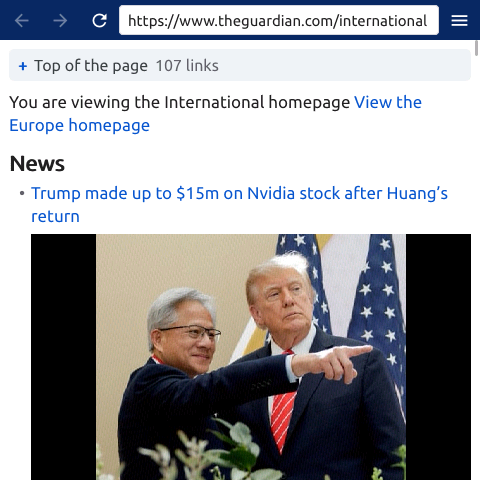 https://www.theguardian.com/international
+ Top of the page 107 links
You are viewing the International homepage View the
Europe homepage
News
• Trump made up to $15m on Nvidia stock after Huang’s
return